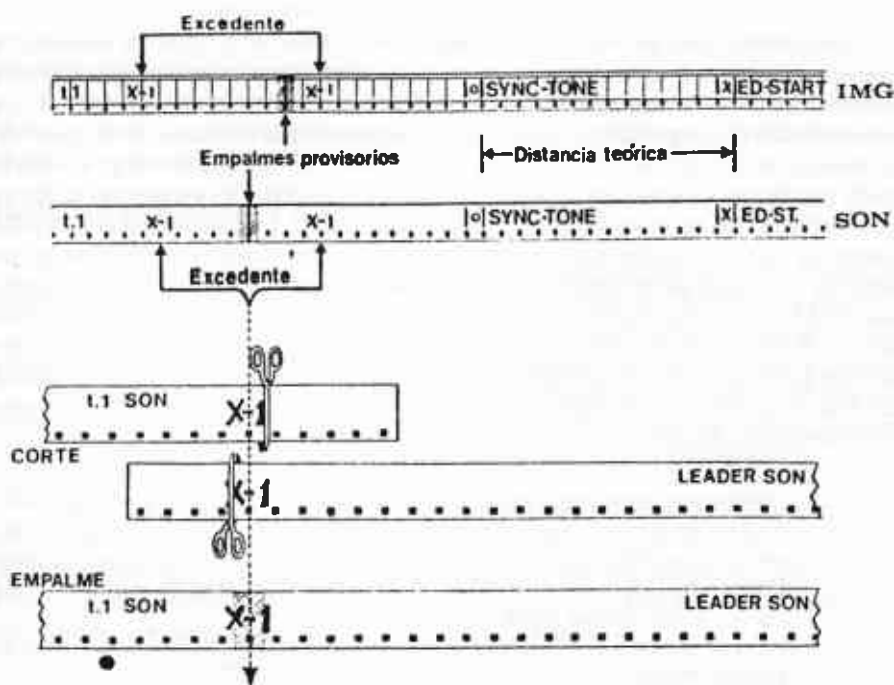 Excedente
t.1 X-1 X-1 |o|SYNC-TONE |X|ED-START IMG
Empalmes provisorios
Distancia teórica
t.1 X-1 X-1 |o|SYNC-TONE |X|ED-ST. SON
Excedente
t.1 SON X-1
CORTE
X-1 LEADER SON
EMPALME
t.1 SON X-1 LEADER SON